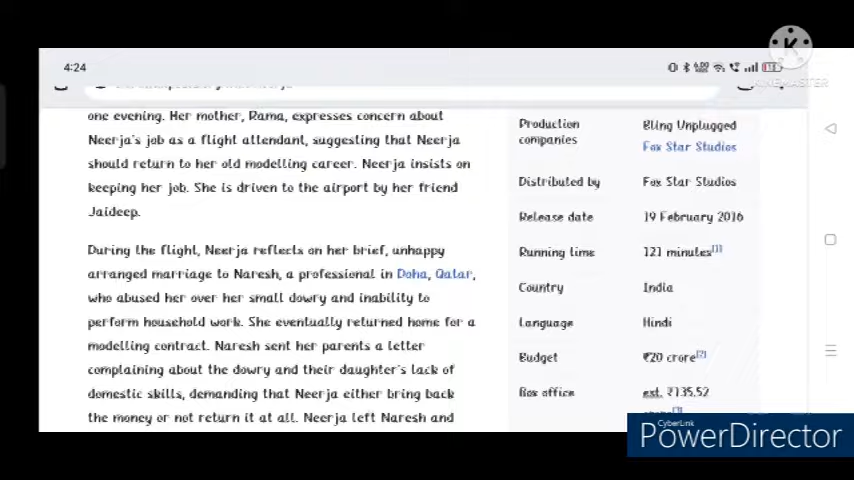 4:24
KINEMASTER
one evening. Her mother, Rama, expresses concern about
Neerja's job as a flight attendant, suggesting that Neerja
should return to her old modelling career. Neerja insists on
keeping her job. She is driven to the airport by her friend
Jaideep.
During the flight, Neerja reflects on her brief, unhappy
arranged marriage to Naresh, a professional in Doha, Qatar,
who abused her over her small dowry and inability to
perform household work. She eventually returned home for a
modelling contract. Naresh sent her parents a letter
complaining about the dowry and their daughter's lack of
domestic skills, demanding that Neerja either bring back
the money or not return it at all. Neerja left Naresh and
Production Bling Unplugged
companies Fox Star Studios
Distributed by Fox Star Studios
Release date 19 February 2016
Running time 121 minutes[1]
Country India
Language Hindi
Budget ₹20 crore[2]
Box office est. ₹135.52
CyberLink
PowerDirector